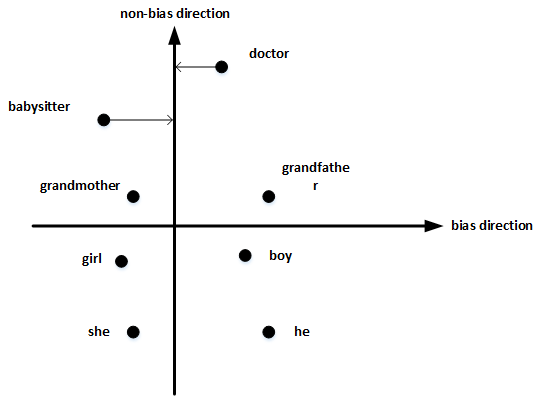 non-bias direction
doctor
babysitter
grandmother
grandfathe
r
bias direction
girl
boy
she
he